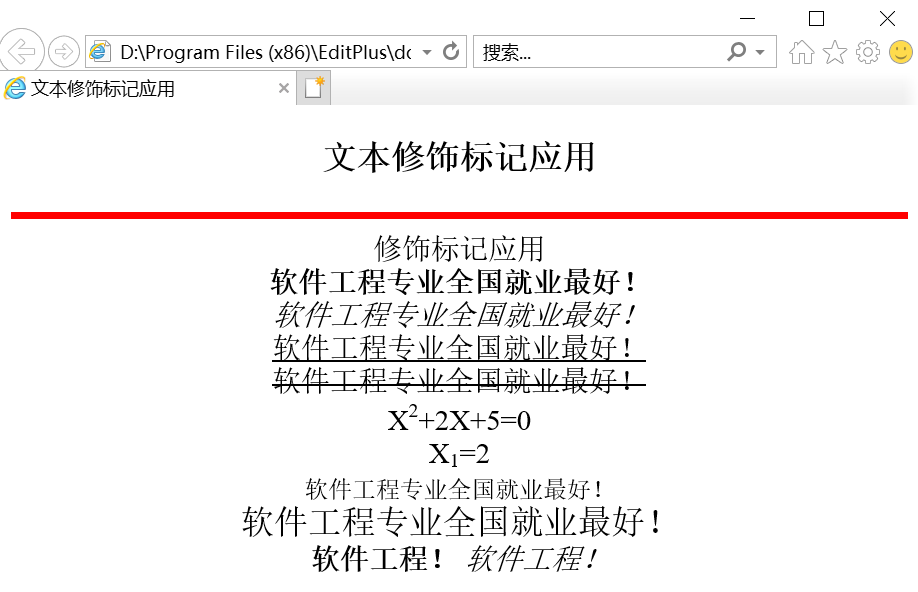 D:\Program Files (x86)\EditPlus\dc
搜索...
文本修饰标记应用
文本修饰标记应用
修饰标记应用
软件工程专业全国就业最好！
软件工程专业全国就业最好！
软件工程专业全国就业最好！
软件工程专业全国就业最好！
X²+2X+5=0
X₁=2
软件工程专业全国就业最好！
软件工程专业全国就业最好！
软件工程！ 软件工程！